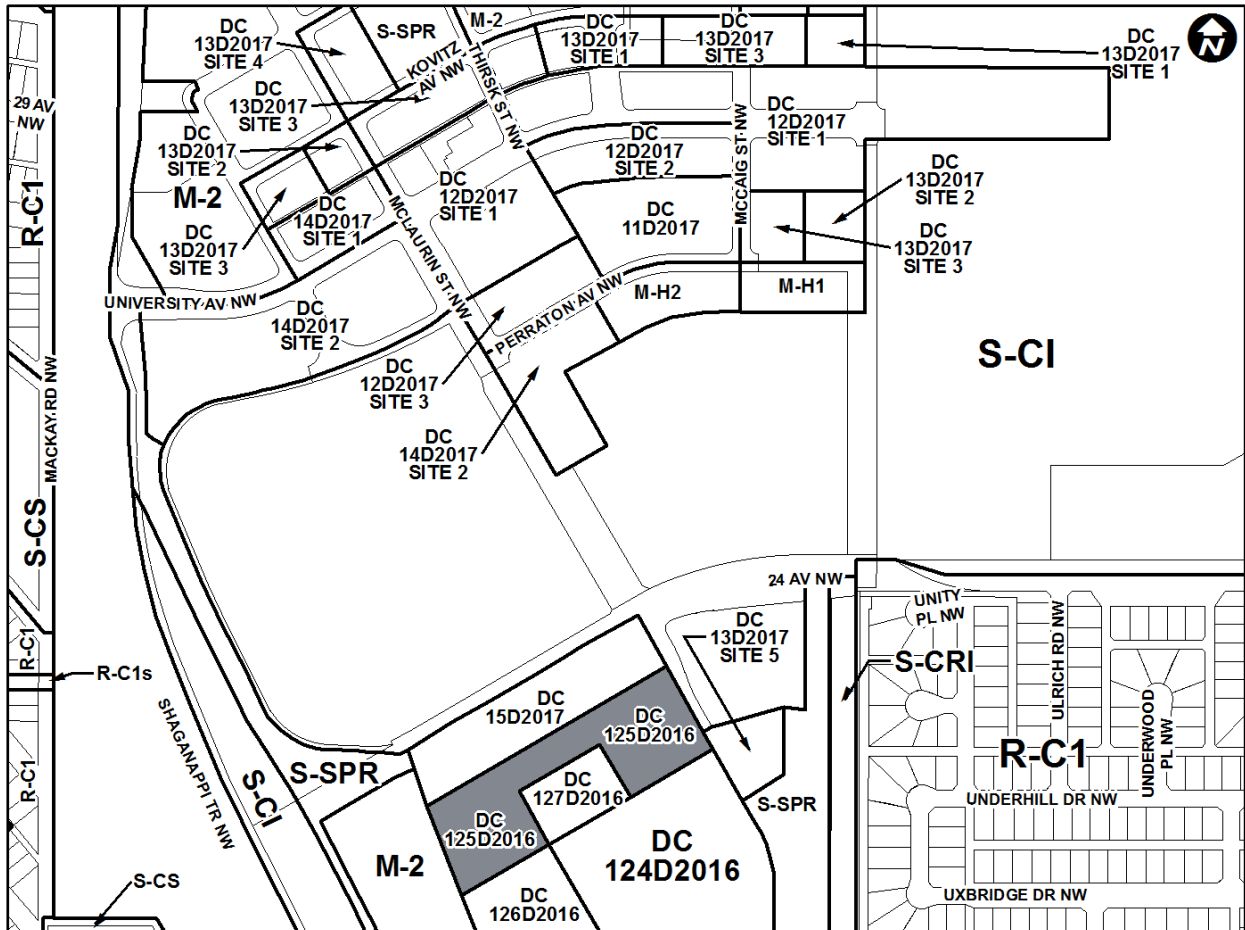 DC
13D2017
SITE 4
S-SPR
M-2
DC
13D2017
SITE 1
DC
13D2017
SITE 3
DC
13D2017
SITE 1
N
KOVITZ
AV NW
THIRSK ST NW
29 AV
NW
DC
13D2017
SITE 3
DC
13D2017
SITE 2
DC
12D2017
SITE 1
MCCAIG ST NW
DC
12D2017
SITE 2
DC
13D2017
SITE 2
R-C1
M-2
DC
14D2017
SITE 1
DC
12D2017
SITE 1
DC
11D2017
DC
13D2017
SITE 3
DC
13D2017
SITE 3
MCLAURIN ST NW
UNIVERSITY AV NW
PERRATON AV NW
M-H2
M-H1
DC
14D2017
SITE 2
S-CI
MACKAY RD NW
DC
12D2017
SITE 3
DC
14D2017
SITE 2
S-CS
24 AV NW
UNITY
PL NW
ULRICH RD NW
DC
13D2017
SITE 5
R-C1
R-C1s
S-CRI
UNDERWOOD
PL NW
SHAGANAPPI TR NW
DC
15D2017
DC
125D2016
R-C1
R-C1
S-CI
S-SPR
DC
127D2016
S-SPR
UNDERHILL DR NW
DC
125D2016
M-2
DC
124D2016
S-CS
DC
126D2016
UXBRIDGE DR NW